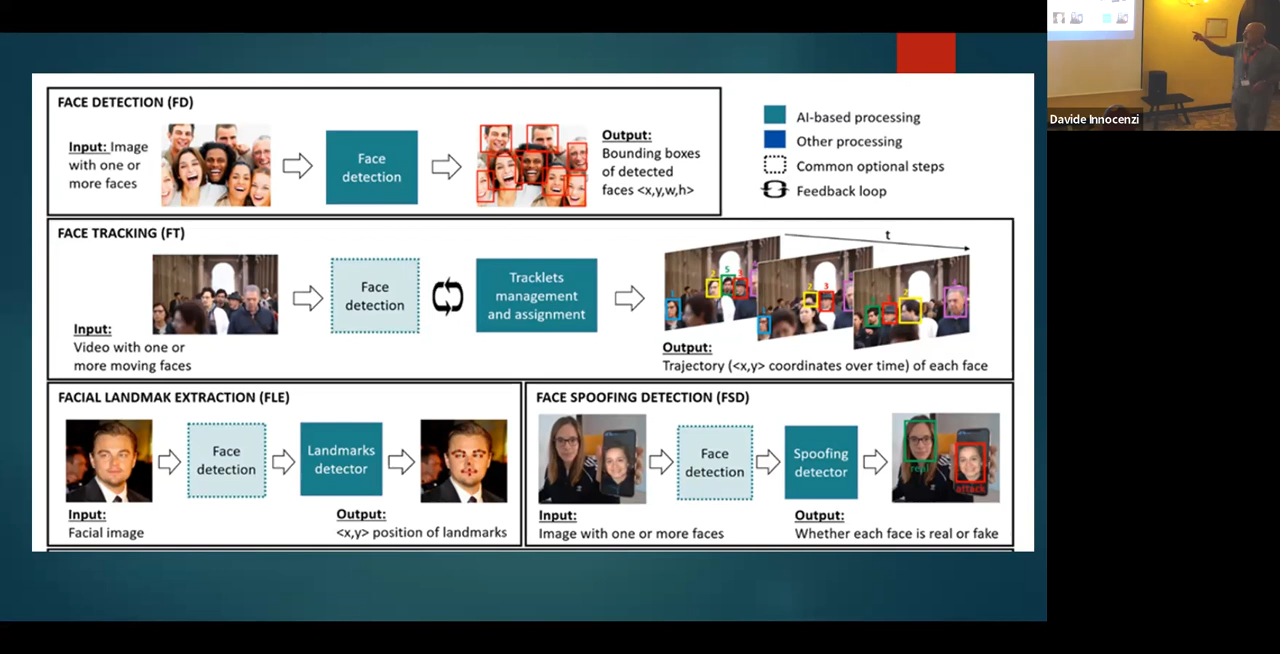 FACE DETECTION (FD)
Input: Image
with one or
more faces
Face
detection
Output:
Bounding boxes
of detected
faces <x,y,w,h>
AI-based processing
Other processing
Common optional steps
Feedback loop
Davide Innocenzi
FACE TRACKING (FT)
Input:
Video with one or
more moving faces
Face
detection
Tracklets
management
and assignment
t
Output:
Trajectory (<x,y> coordinates over time) of each face
FACIAL LANDMAK EXTRACTION (FLE)
Input:
Facial image
Face
detection
Landmarks
detector
Output:
<x,y> position of landmarks
FACE SPOOFING DETECTION (FSD)
Input:
Image with one or more faces
Face
detection
Spoofing
detector
real
attack
Output:
Whether each face is real or fake